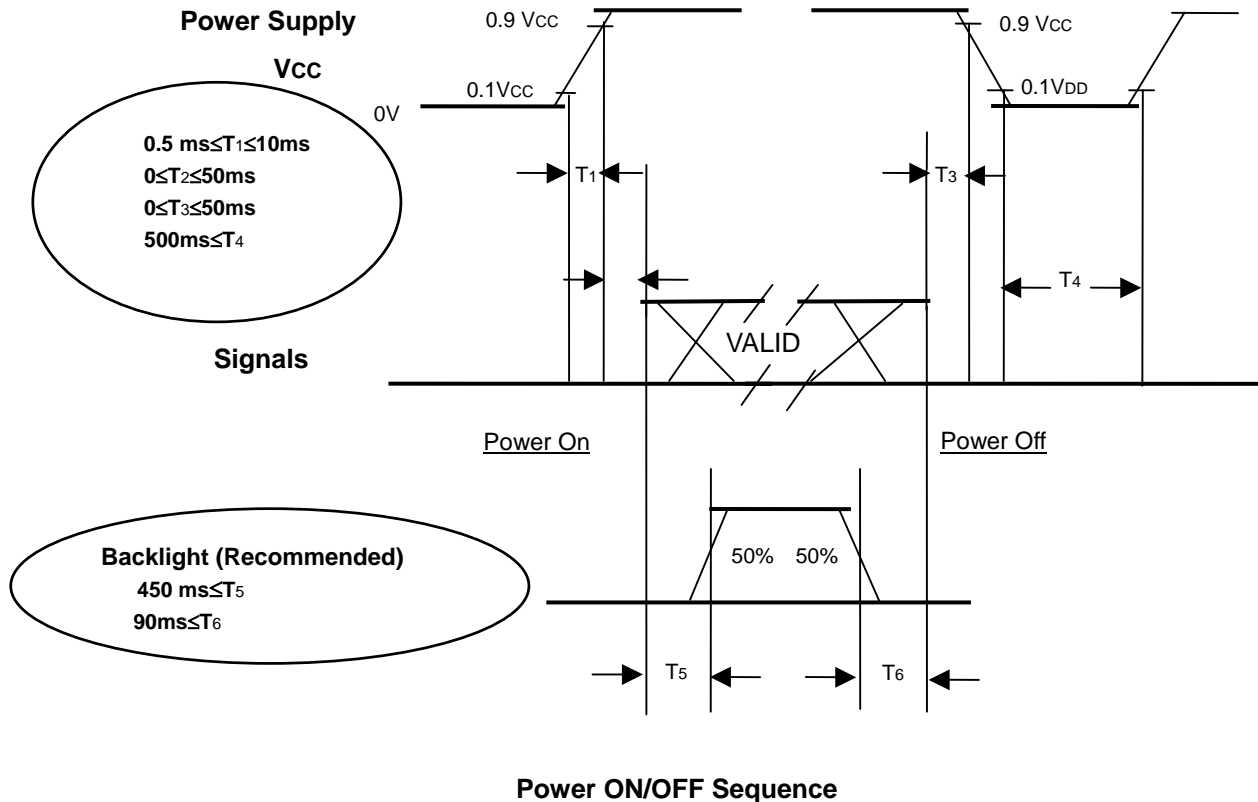 Power Supply
VCC
0.9 VCC
0.1VCC
0V
0.9 VCC
0.1VDD
0.5 ms≤T1≤10ms
0≤T2≤50ms
0≤T3≤50ms
500ms≤T4
T1
T3
T4
VALID
Signals
Power On
Power Off
Backlight (Recommended)
450 ms≤T5
90ms≤T6
50% 50%
T5
T6
Power ON/OFF Sequence